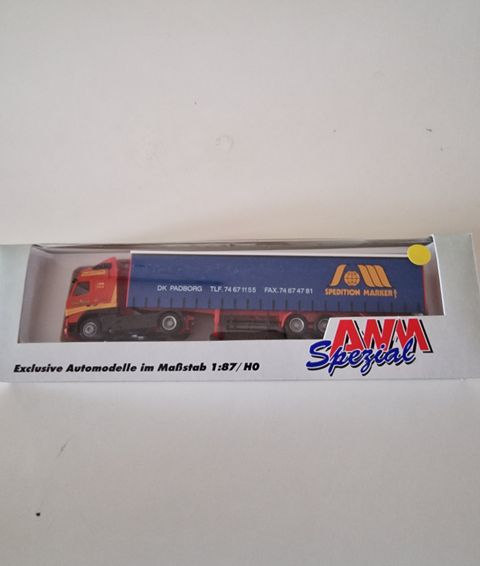 DK PADBORG TLF. 74 67 11 55 FAX. 74 67 47 81
SPEDITION MARKER
AWM
Spezial
Exclusive Automodelle im Maßstab 1:87/H0